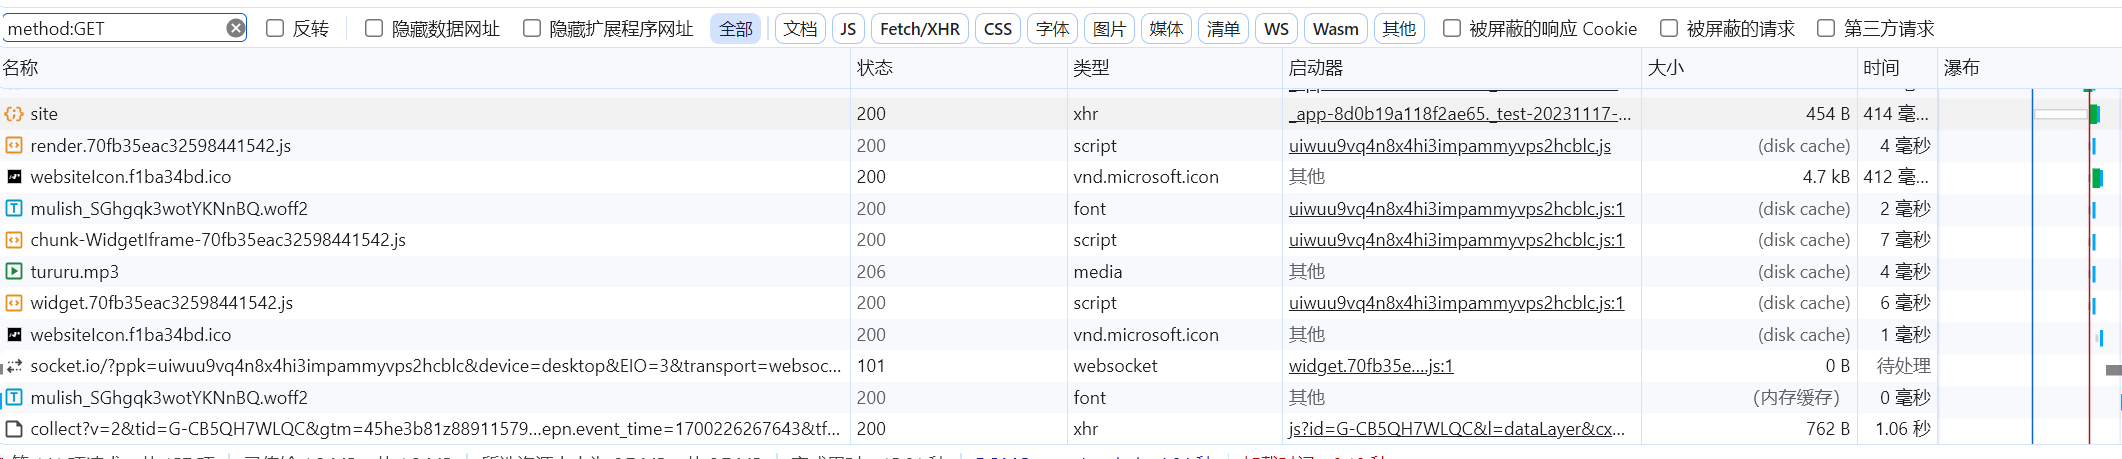 method:GET 反转 隐藏数据网址 隐藏扩展程序网址 全部 文档 JS Fetch/XHR CSS 字体 图片 媒体 清单 WS Wasm 其他 被屏蔽的响应 Cookie 被屏蔽的请求 第三方请求
名称 状态 类型 启动器 大小 时间 瀑布
site 200 xhr _app-8d0b19a118f2ae65._test-20231117-... 454 B 414 毫...
render.70fb35eac32598441542.js 200 script uiwuu9vq4n8x4hi3impammyvps2hcblc.js (disk cache) 4 毫秒
websiteIcon.f1ba34bd.ico 200 vnd.microsoft.icon 其他 4.7 kB 412 毫...
mulish_SGhgqk3wotYKNnBQ.woff2 200 font uiwuu9vq4n8x4hi3impammyvps2hcblc.js:1 (disk cache) 2 毫秒
chunk-WidgetIframe-70fb35eac32598441542.js 200 script uiwuu9vq4n8x4hi3impammyvps2hcblc.js:1 (disk cache) 7 毫秒
tururu.mp3 206 media 其他 (disk cache) 4 毫秒
widget.70fb35eac32598441542.js 200 script uiwuu9vq4n8x4hi3impammyvps2hcblc.js:1 (disk cache) 6 毫秒
websiteIcon.f1ba34bd.ico 200 vnd.microsoft.icon 其他 (disk cache) 1 毫秒
socket.io/?ppk=uiwuu9vq4n8x4hi3impammyvps2hcblc&device=desktop&EIO=3&transport=websoc... 101 websocket widget.70fb35e....js:1 0 B 待处理
mulish_SGhgqk3wotYKNnBQ.woff2 200 font 其他 (内存缓存) 0 毫秒
collect?v=2&tid=G-CB5QH7WLQC&gtm=45he3b81z88911579...epn.event_time=1700226267643&tf... 200 xhr js?id=G-CB5QH7WLQC&l=dataLayer&cx... 762 B 1.06 秒